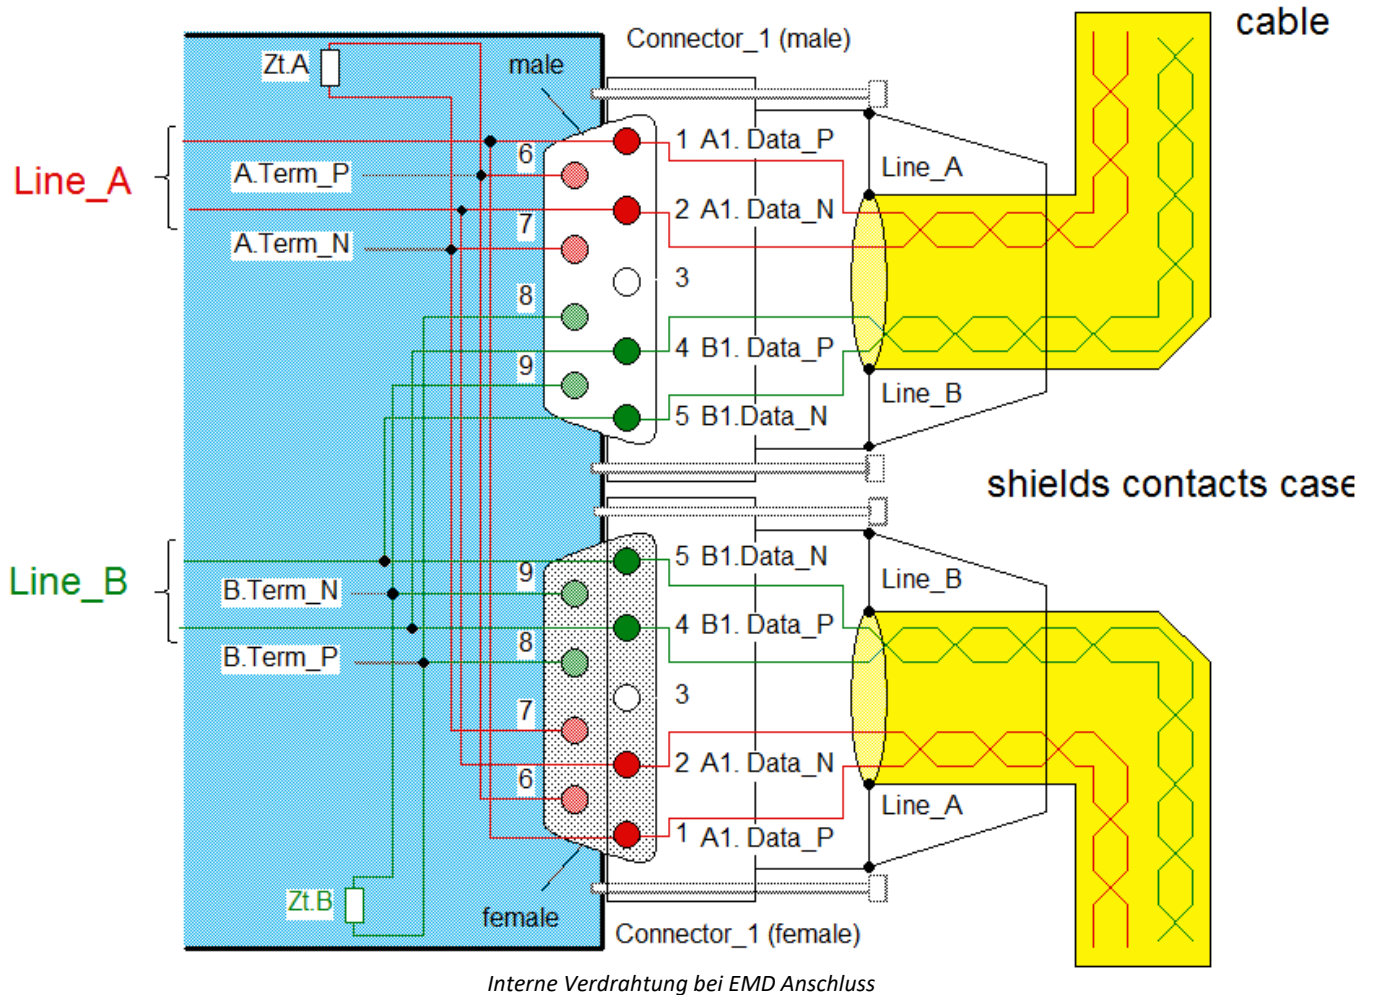 cable
Connector_1 (male)
Zt.A
male
1 A1. Data_P
6
Line_A
A.Term_P
Line_A
2 A1. Data_N
7
A.Term_N
3
8
4 B1. Data_P
9
Line_B
5 B1.Data_N
shields contacts case
5 B1.Data_N
9
Line_B
Line_B
B.Term_N
4 B1. Data_P
8
B.Term_P
3
7
2 A1. Data_N
6
Line_A
1 A1. Data_P
Zt.B
female
Connector_1 (female)
Interne Verdrahtung bei EMD Anschluss